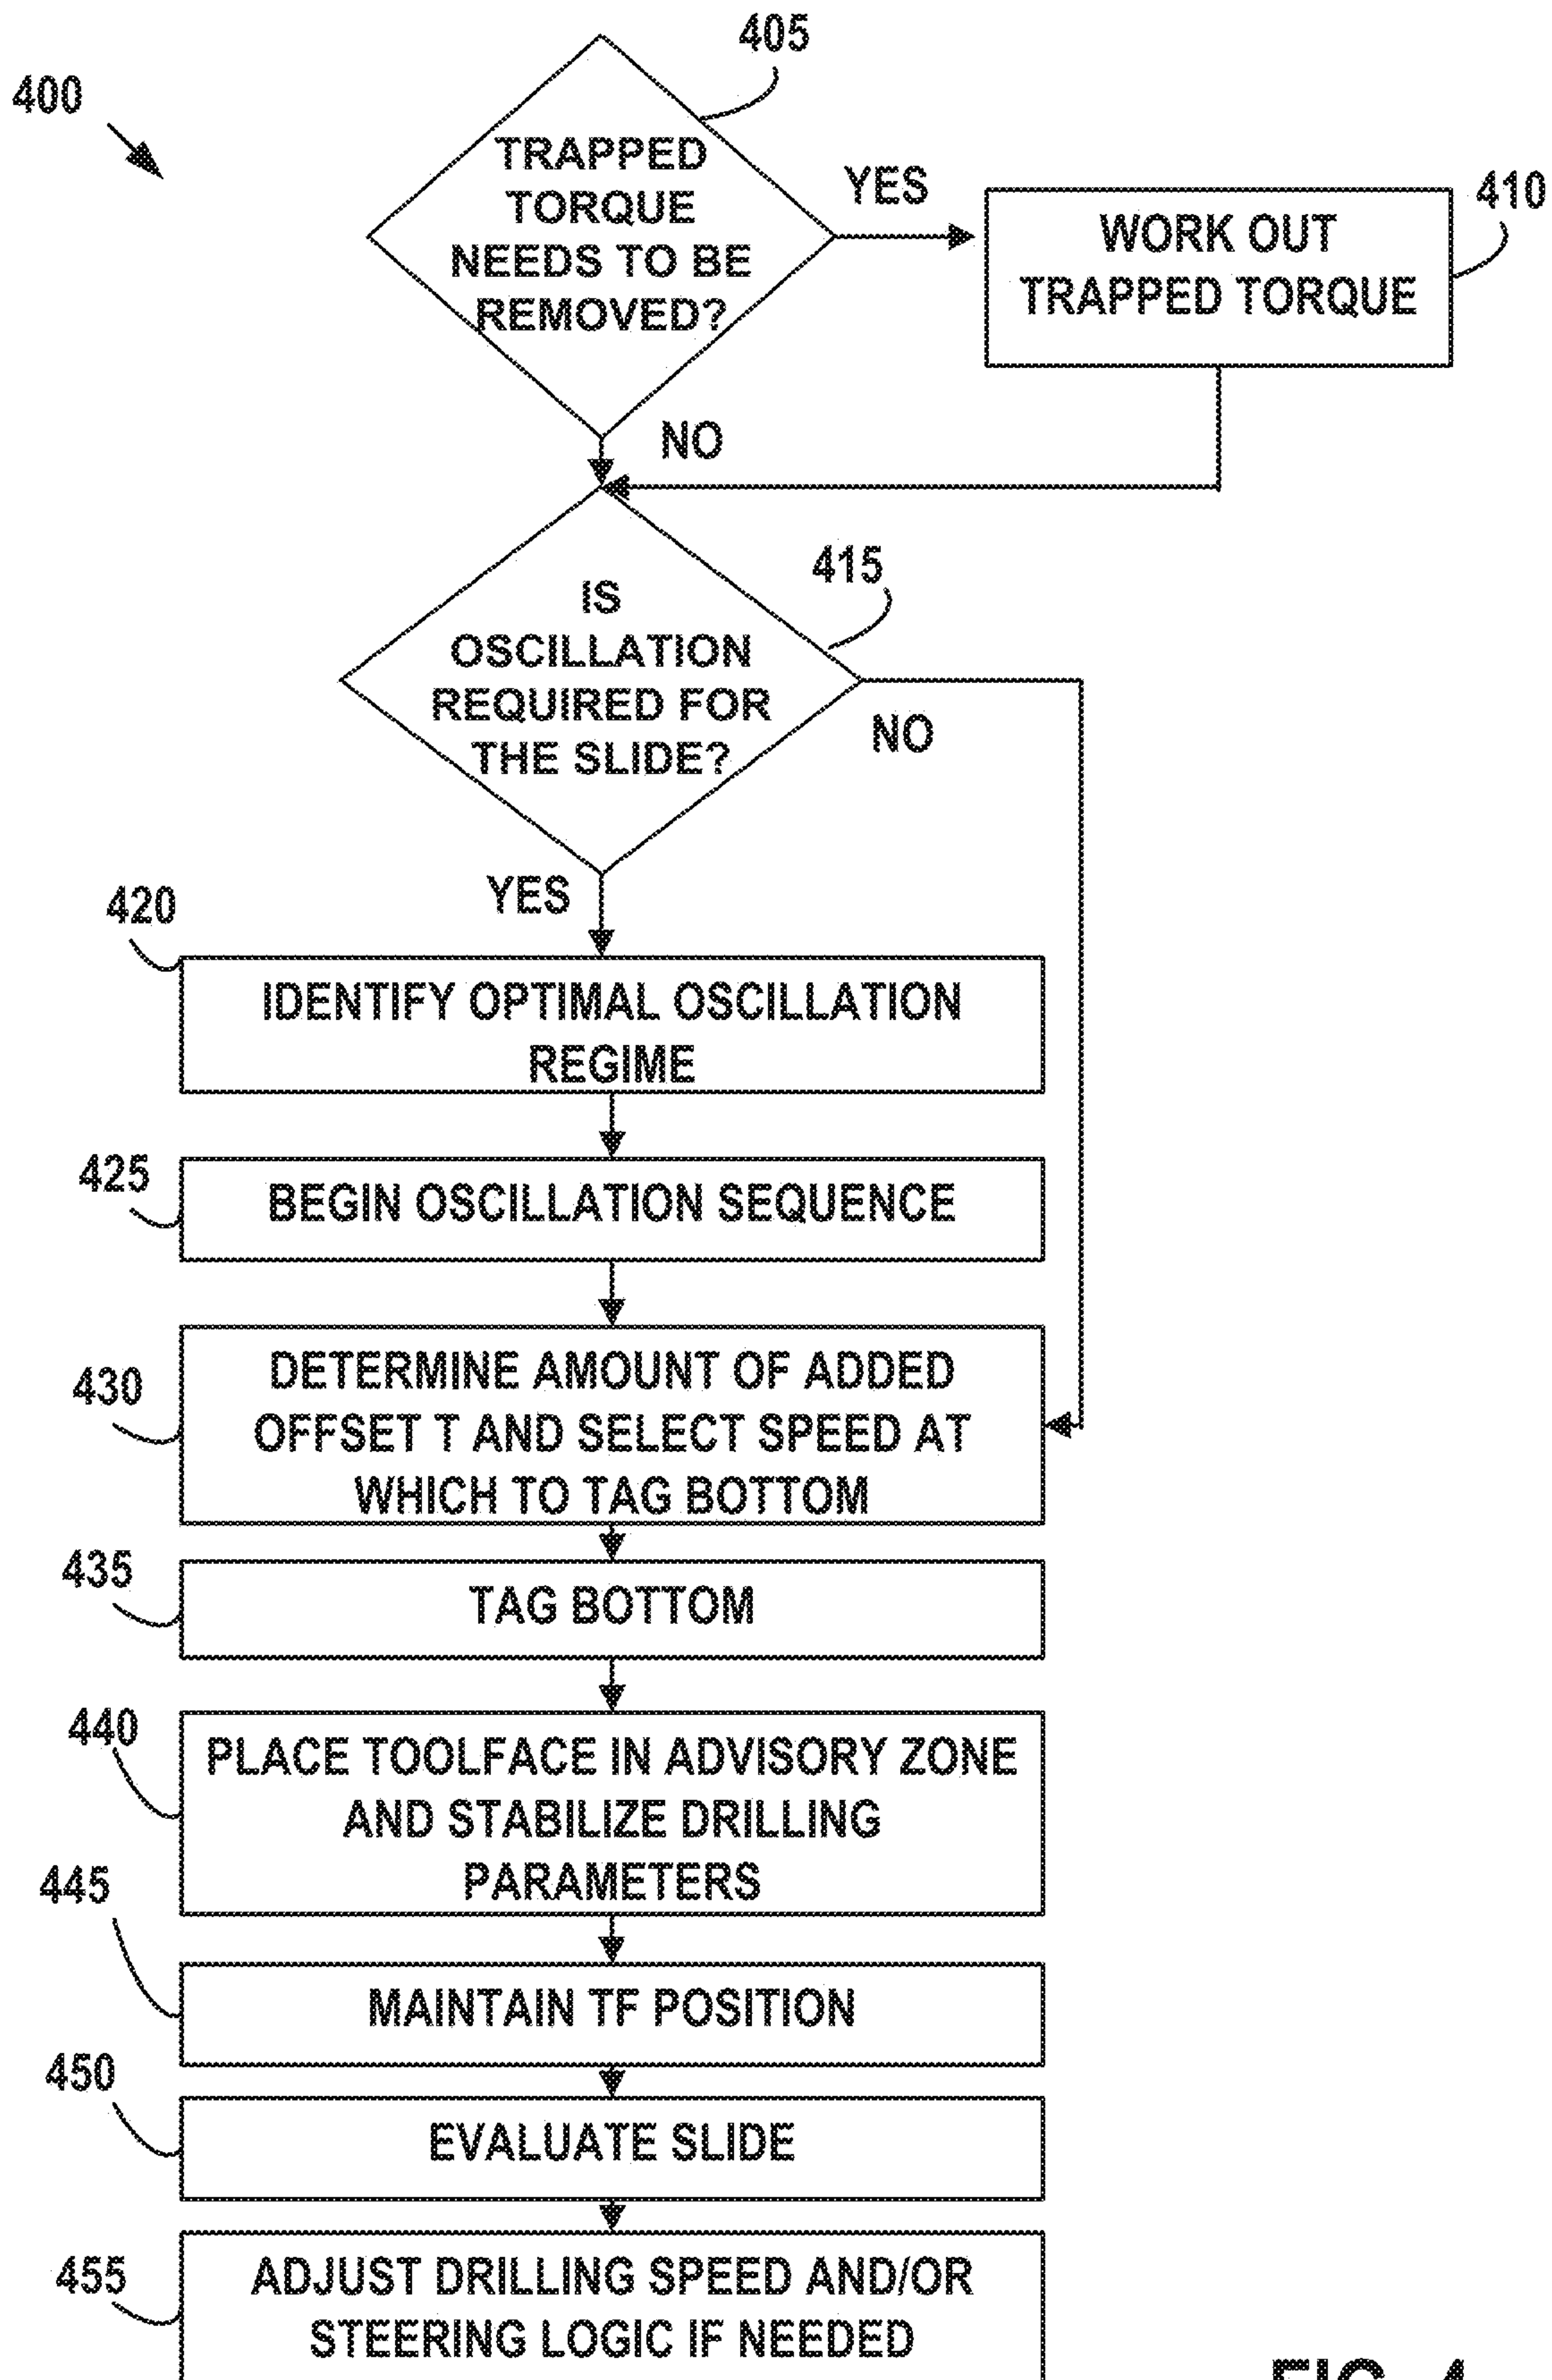 400
405
TRAPPED
TORQUE
NEEDS TO BE
REMOVED?
YES
410
WORK OUT
TRAPPED TORQUE
NO
415
IS
OSCILLATION
REQUIRED FOR
THE SLIDE?
NO
YES
420
IDENTIFY OPTIMAL OSCILLATION
REGIME
425
BEGIN OSCILLATION SEQUENCE
430
DETERMINE AMOUNT OF ADDED
OFFSET T AND SELECT SPEED AT
WHICH TO TAG BOTTOM
435
TAG BOTTOM
440
PLACE TOOLFACE IN ADVISORY ZONE
AND STABILIZE DRILLING
PARAMETERS
445
MAINTAIN TF POSITION
450
EVALUATE SLIDE
455
ADJUST DRILLING SPEED AND/OR
STEERING LOGIC IF NEEDED
FIG. 4